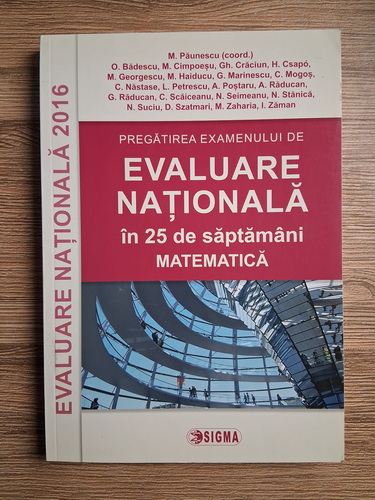 M. Păunescu (coord.)
O. Bădescu, M. Cimpoeșu, Gh. Crăciun, H. Csapó,
M. Georgescu, M. Haiducu, G. Marinescu, C. Mogoș,
C. Năstase, L. Petrescu, A. Poștaru, A. Răducan,
G. Răducan, C. Scăiceanu, N. Seimeanu, N. Stănică,
N. Suciu, D. Szatmari, M. Zaharia, I. Zăman
PREGĂTIREA EXAMENULUI DE
EVALUARE
NAȚIONALĂ
în 25 de săptămâni
MATEMATICĂ
EVALUARE NAȚIONALĂ 2016
SIGMA